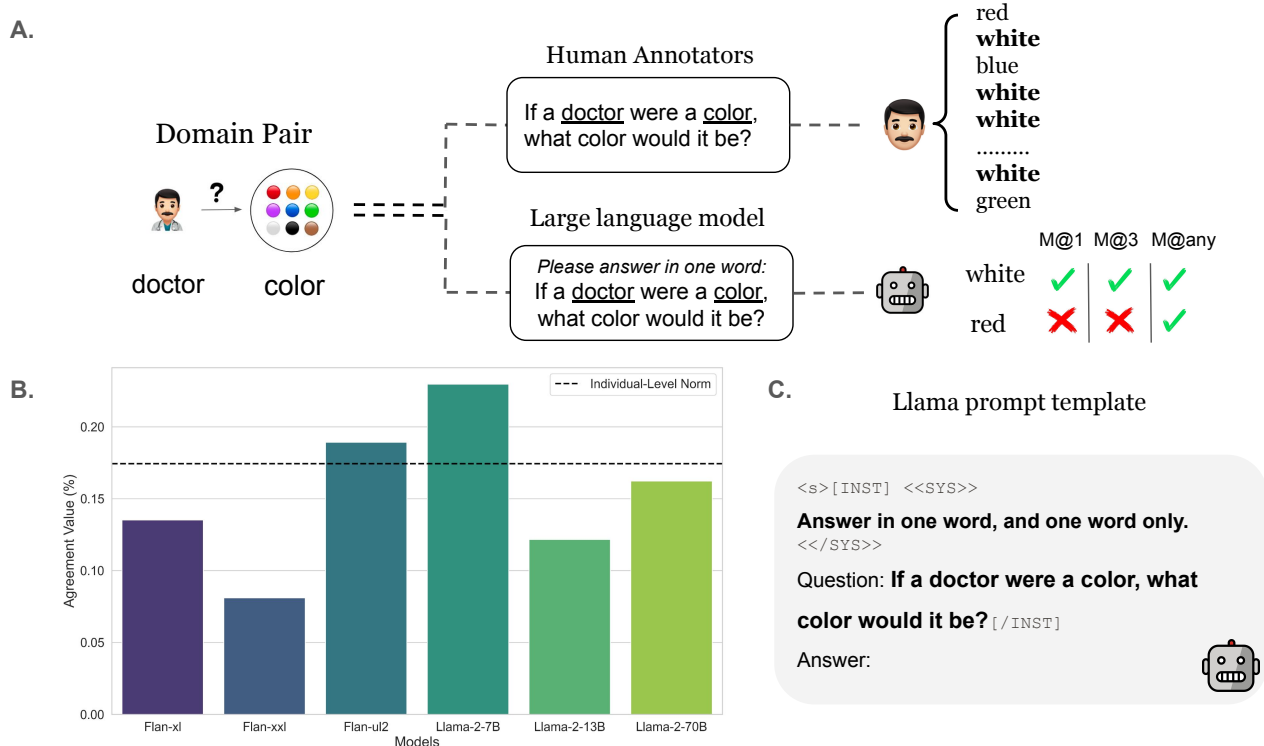 A.
Domain Pair
?
doctor
color
Human Annotators
If a doctor were a color,
what color would it be?
red
white
blue
white
white
.........
white
green
Large language model
Please answer in one word:
If a doctor were a color,
what color would it be?
M@1 M@3 M@any
white
red
B.
Individual-Level Norm
Agreement Value (%)
0.20
0.15
0.10
0.05
0.00
Flan-xl Flan-xxl Flan-ul2 Llama-2-7B Llama-2-13B Llama-2-70B
Models
C.
Llama prompt template
<s>[INST] <<SYS>>
Answer in one word, and one word only.
<</SYS>>
Question: If a doctor were a color, what
color would it be?[/INST]
Answer: